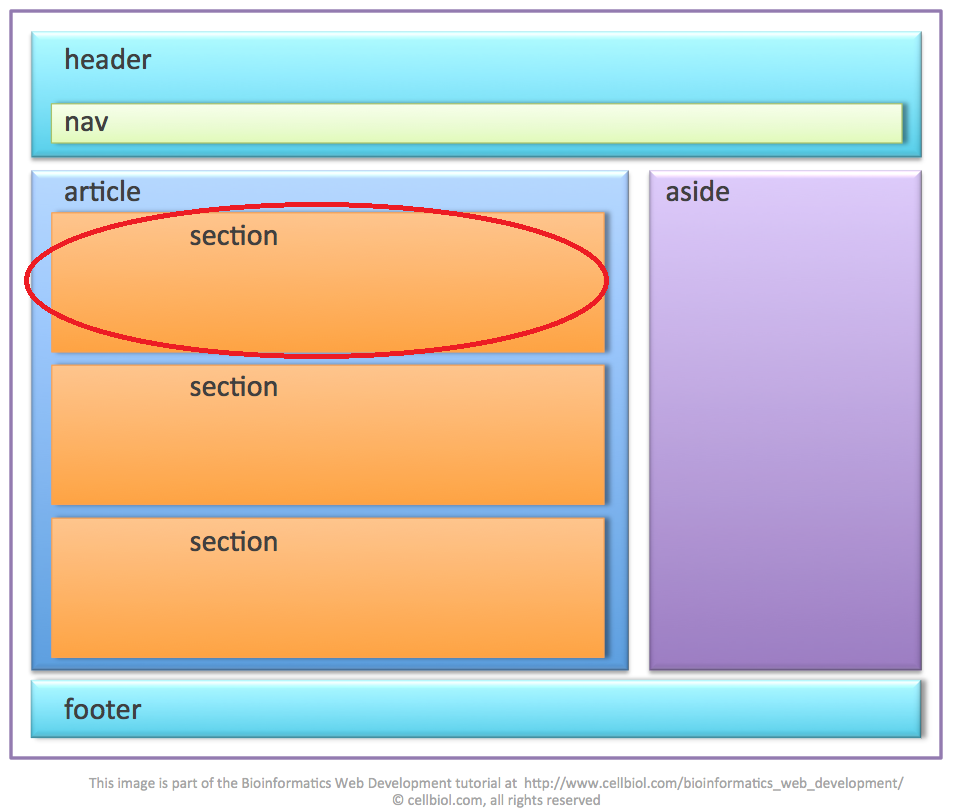 header
nav
article
aside
section
section
section
footer
This image is part of the Bioinformatics Web Development tutorial at http://www.cellbiol.com/bioinformatics_web_development/
© cellbiol.com, all rights reserved